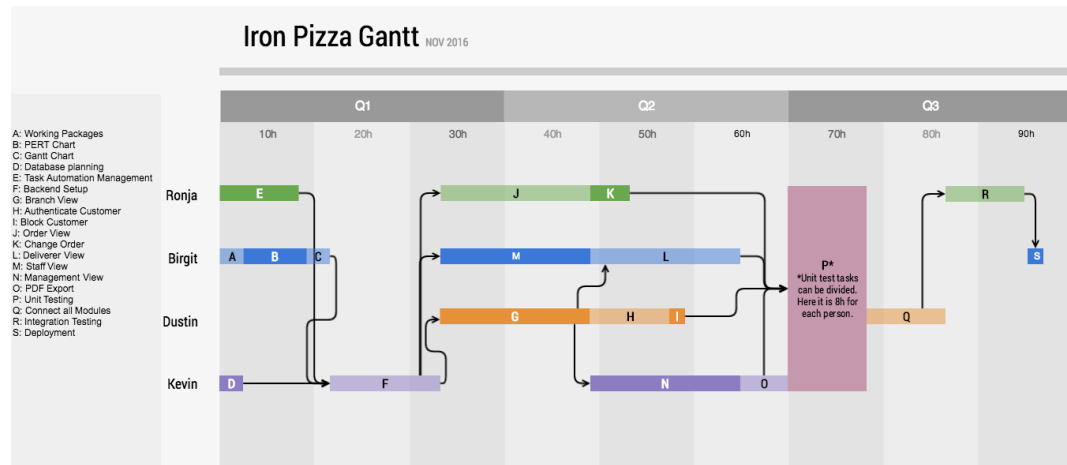 Iron Pizza Gantt NOV 2016
Q1 Q2 Q3
10h 20h 30h 40h 50h 60h 70h 80h 90h
A: Working Packages
B: PERT Chart
C: Gantt Chart
D: Database planning
E: Task Automation Management
F: Backend Setup
G: Branch View
H: Authenticate Customer
I: Block Customer
J: Order View
K: Change Order
L: Deliverer View
M: Staff View
N: Management View
O: PDF Export
P: Unit Testing
Q: Connect all Modules
R: Integration Testing
S: Deployment
Ronja E J K R
Birgit A B C M L S
P*
*Unit test tasks
can be divided.
Here it is 8h for
each person.
Dustin G H I Q
Kevin D F N O